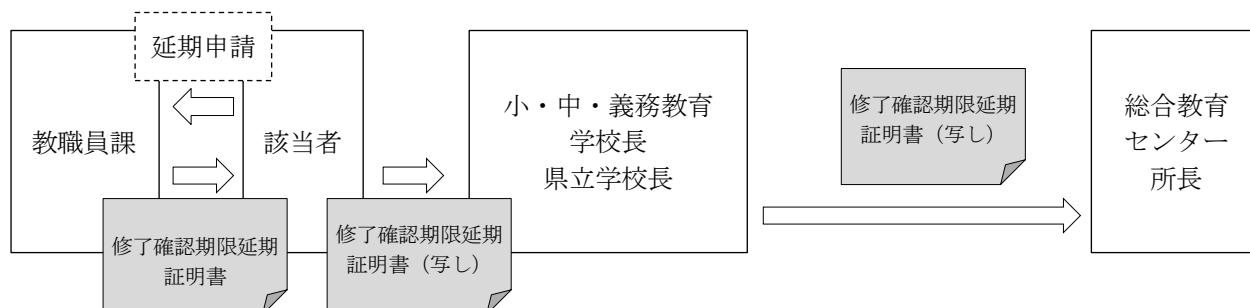 延期申請
教職員課
該当者
修了確認期限延期
証明書
修了確認期限延期
証明書（写し）
小・中・義務教育
学校長
県立学校長
修了確認期限延期
証明書（写し）
総合教育
センター
所長